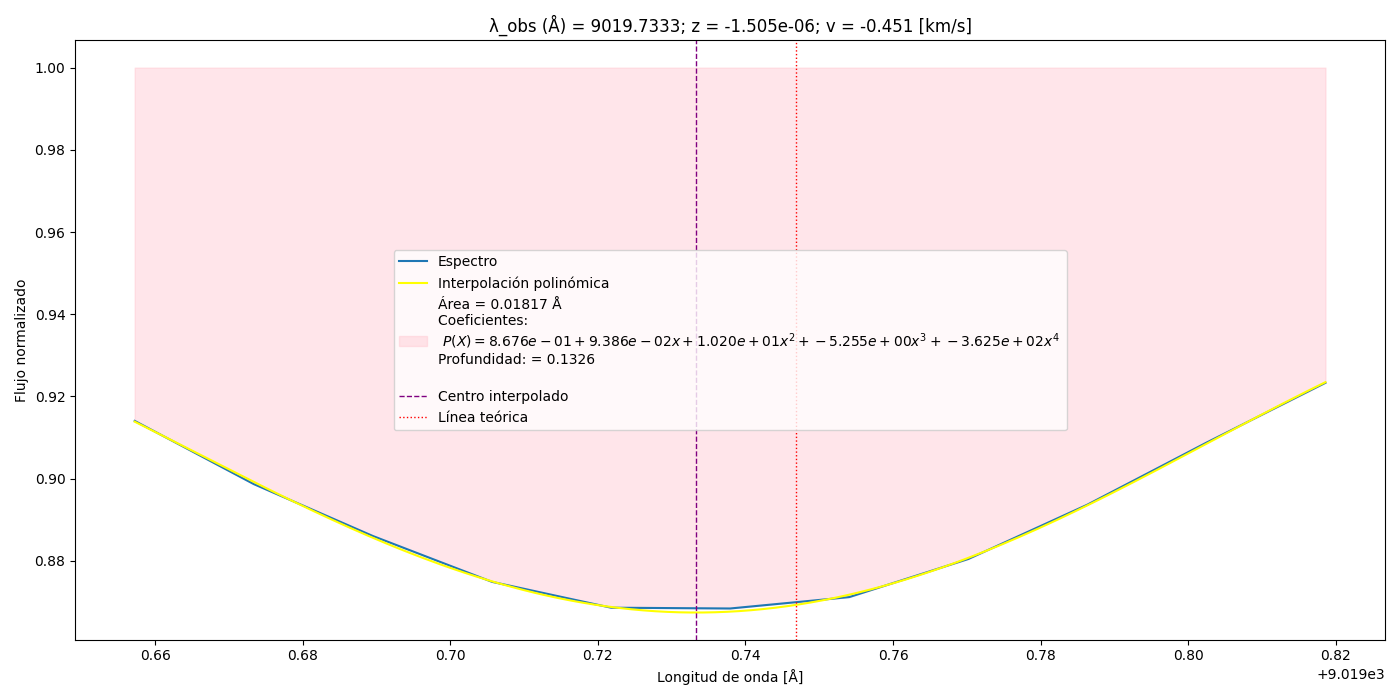 λ_obs (Å) = 9019.7333; z = -1.505e-06; v = -0.451 [km/s]
Flujo normalizado
1.00
0.98
0.96
0.94
0.92
0.90
0.88
Espectro
Interpolación polinómica
Área = 0.01817 Å
Coeficientes:
P(X) = 8.676e − 01 + 9.386e − 02x + 1.020e + 01x² + − 5.255e + 00x³ + − 3.625e + 02x⁴
Profundidad: = 0.1326
Centro interpolado
Línea teórica
0.66 0.68 0.70 0.72 0.74 0.76 0.78 0.80 0.82
+9.019e3
Longitud de onda [Å]